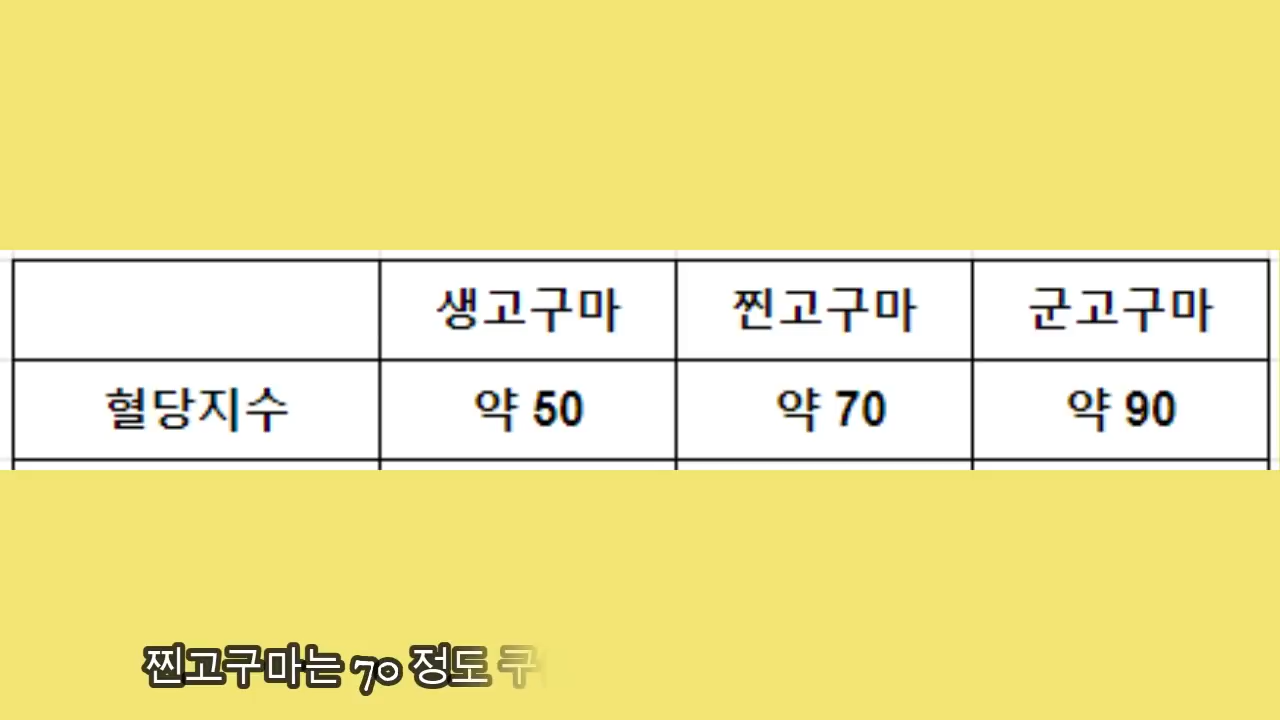 생고구마 찐고구마 군고구마
혈당지수 약 50 약 70 약 90
찐고구마는 70 정도